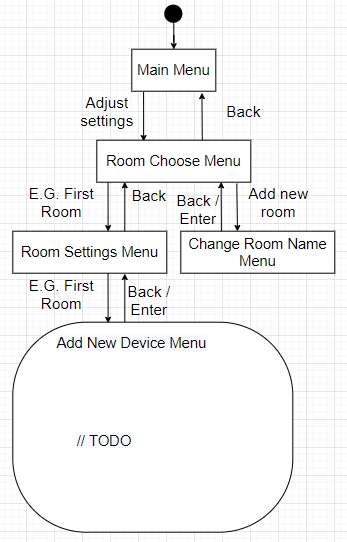 Main Menu
Adjust
settings
Back
Room Choose Menu
E.G. First
Room
Back
Back /
Enter
Add new
room
Room Settings Menu
Change Room Name
Menu
E.G. First
Room
Back /
Enter
Add New Device Menu
// TODO